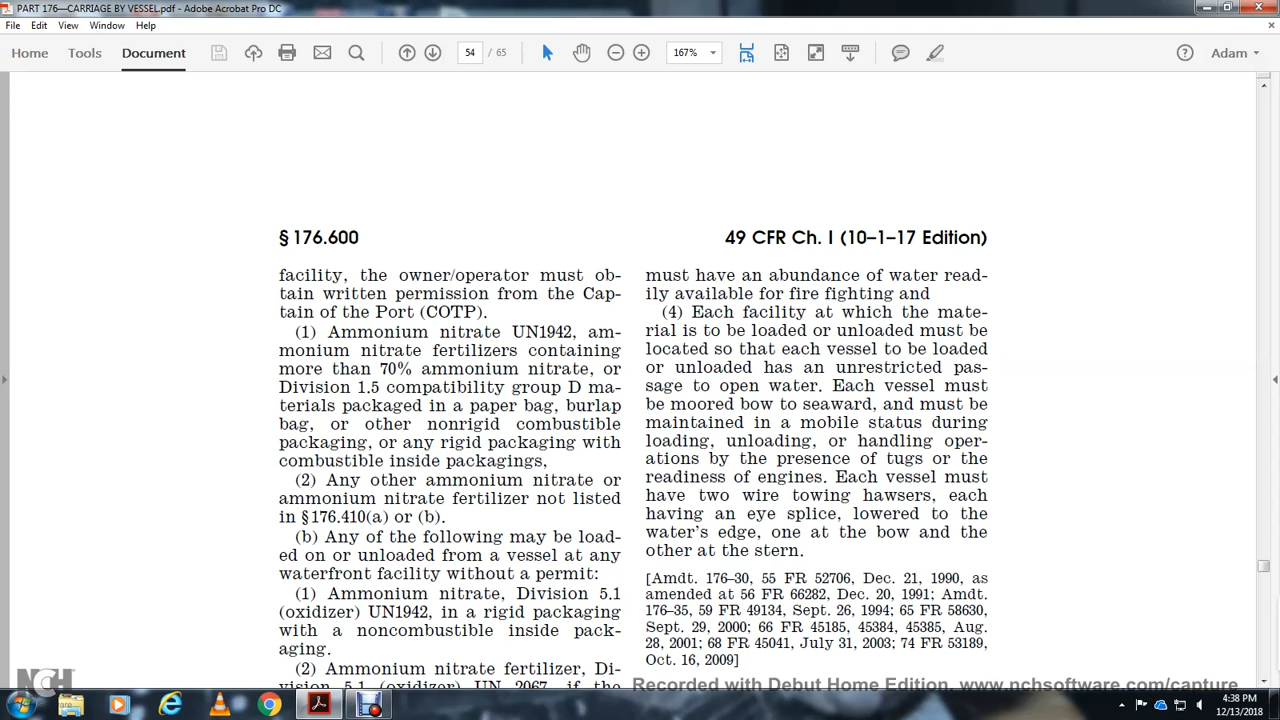 PART 176—CARRIAGE BY VESSEL.pdf - Adobe Acrobat Pro DC
File Edit View Window Help
Home Tools Document 54 / 65 167% Adam
§ 176.600
49 CFR Ch. I (10–1–17 Edition)
facility, the owner/operator must ob-
tain written permission from the Cap-
tain of the Port (COTP).
(1) Ammonium nitrate UN1942, am-
monium nitrate fertilizers containing
more than 70% ammonium nitrate, or
Division 1.5 compatibility group D ma-
terials packaged in a paper bag, burlap
bag, or other nonrigid combustible
packaging, or any rigid packaging with
combustible inside packagings,
(2) Any other ammonium nitrate or
ammonium nitrate fertilizer not listed
in §176.410(a) or (b).
(b) Any of the following may be load-
ed on or unloaded from a vessel at any
waterfront facility without a permit:
(1) Ammonium nitrate, Division 5.1
(oxidizer) UN1942, in a rigid packaging
with a noncombustible inside pack-
aging.
(2) Ammonium nitrate fertilizer, Di-
vision 5.1 (oxidizer) UN 2067, if the
must have an abundance of water read-
ily available for fire fighting and
(4) Each facility at which the mate-
rial is to be loaded or unloaded must be
located so that each vessel to be loaded
or unloaded has an unrestricted pas-
sage to open water. Each vessel must
be moored bow to seaward, and must be
maintained in a mobile status during
loading, unloading, or handling oper-
ations by the presence of tugs or the
readiness of engines. Each vessel must
have two wire towing hawsers, each
having an eye splice, lowered to the
water's edge, one at the bow and the
other at the stern.
[Amdt. 176–30, 55 FR 52706, Dec. 21, 1990, as
amended at 56 FR 66282, Dec. 20, 1991; Amdt.
176–35, 59 FR 49134, Sept. 26, 1994; 65 FR 58630,
Sept. 29, 2000; 66 FR 45185, 45384, 45385, Aug.
28, 2001; 68 FR 45041, July 31, 2003; 74 FR 53189,
Oct. 16, 2009]
NCH
Recorded with Debut Home Edition. www.nchsoftware.com/capture
4:38 PM
12/13/2018